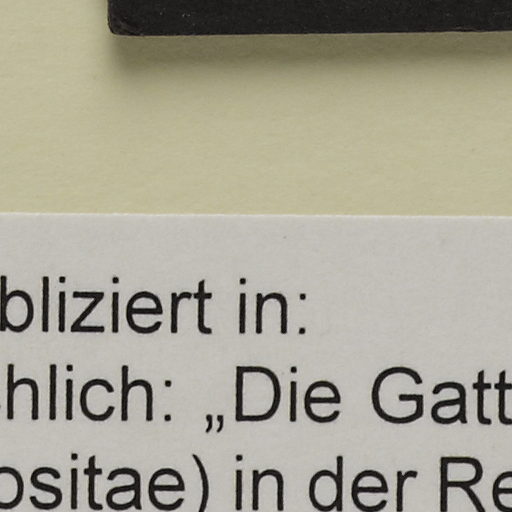 bliziert in:
hlich: „Die Gatt
ositae) in der Re